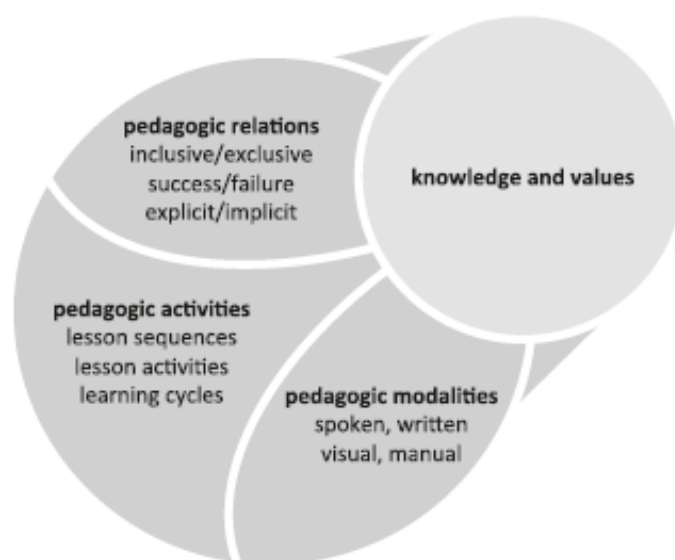 pedagogic relations
inclusive/exclusive
success/failure
explicit/implicit
knowledge and values
pedagogic activities
lesson sequences
lesson activities
learning cycles
pedagogic modalities
spoken, written
visual, manual